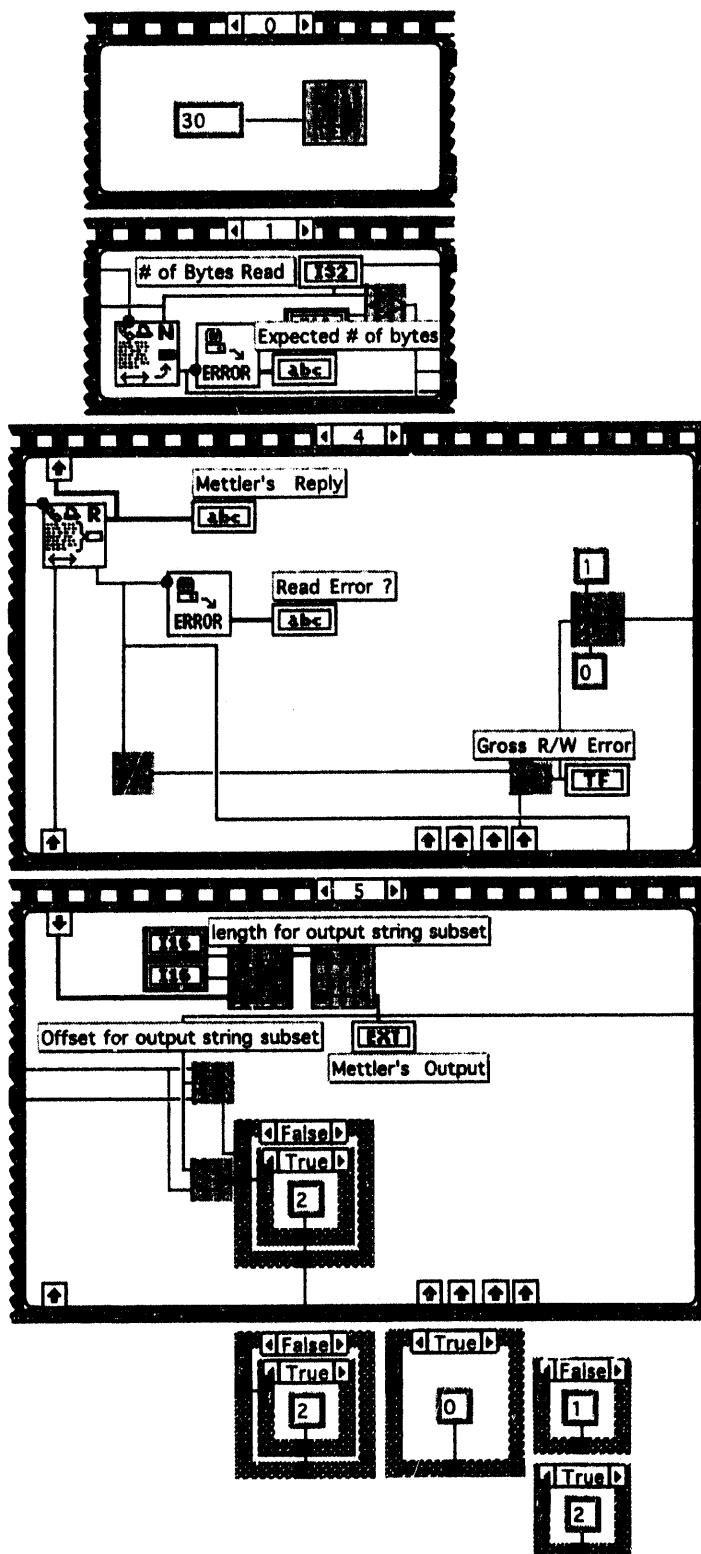 0
30
1
# of Bytes Read
I32
N
Expected # of bytes
ERROR
abc
4
Mettler's Reply
R
abc
Read Error ?
ERROR
abc
1
0
Gross R/W Error
TF
5
I16
length for output string subset
I16
Offset for output string subset
EXT
Mettler's Output
False
True
2
False
True
2
True
0
False
1
True
2